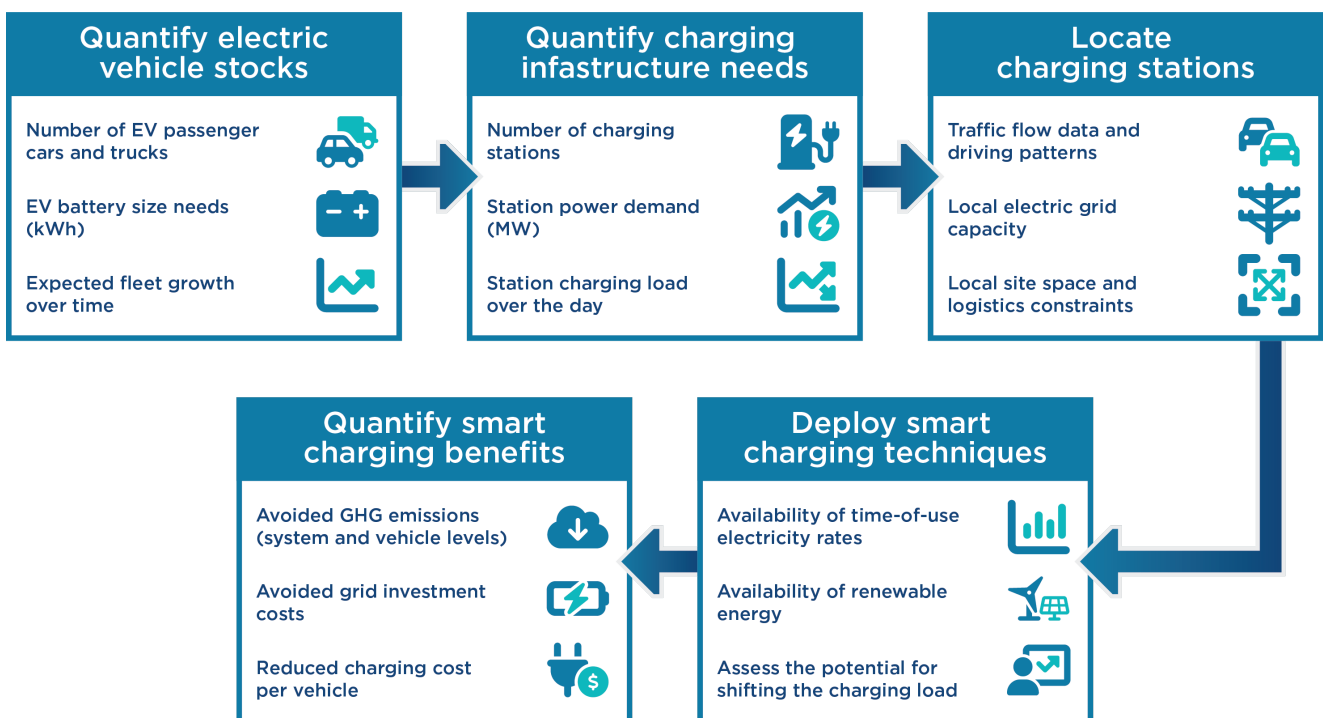 Quantify electric
vehicle stocks
Number of EV passenger
cars and trucks
EV battery size needs
(kWh)
Expected fleet growth
over time
Quantify charging
infastructure needs
Number of charging
stations
Station power demand
(MW)
Station charging load
over the day
Locate
charging stations
Traffic flow data and
driving patterns
Local electric grid
capacity
Local site space and
logistics constraints
Deploy smart
charging techniques
Availability of time-of-use
electricity rates
Availability of renewable
energy
Assess the potential for
shifting the charging load
Quantify smart
charging benefits
Avoided GHG emissions
(system and vehicle levels)
Avoided grid investment
costs
Reduced charging cost
per vehicle
$